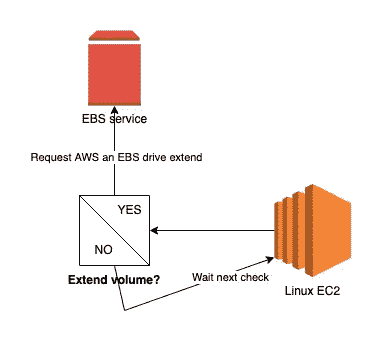 EBS service
Request AWS an EBS drive extend
YES
NO
Extend volume?
Wait next check
Linux EC2